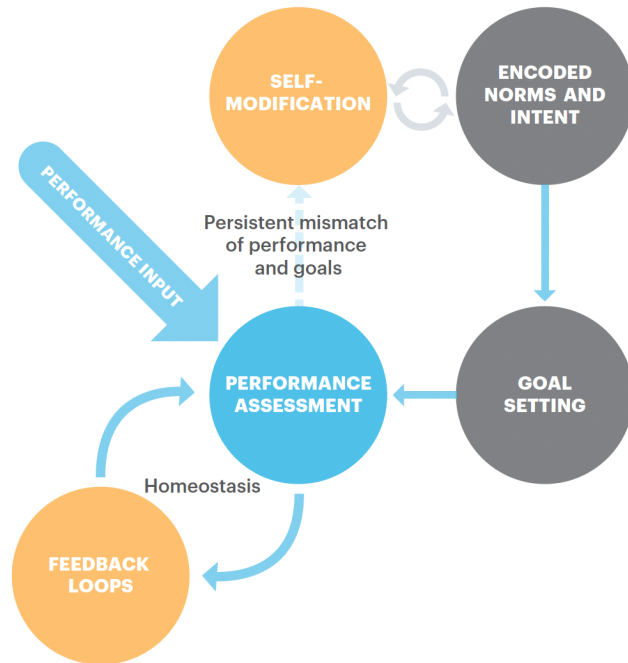 SELF-
MODIFICATION
ENCODED
NORMS AND
INTENT
PERFORMANCE INPUT
Persistent mismatch
of performance
and goals
PERFORMANCE
ASSESSMENT
GOAL
SETTING
Homeostasis
FEEDBACK
LOOPS